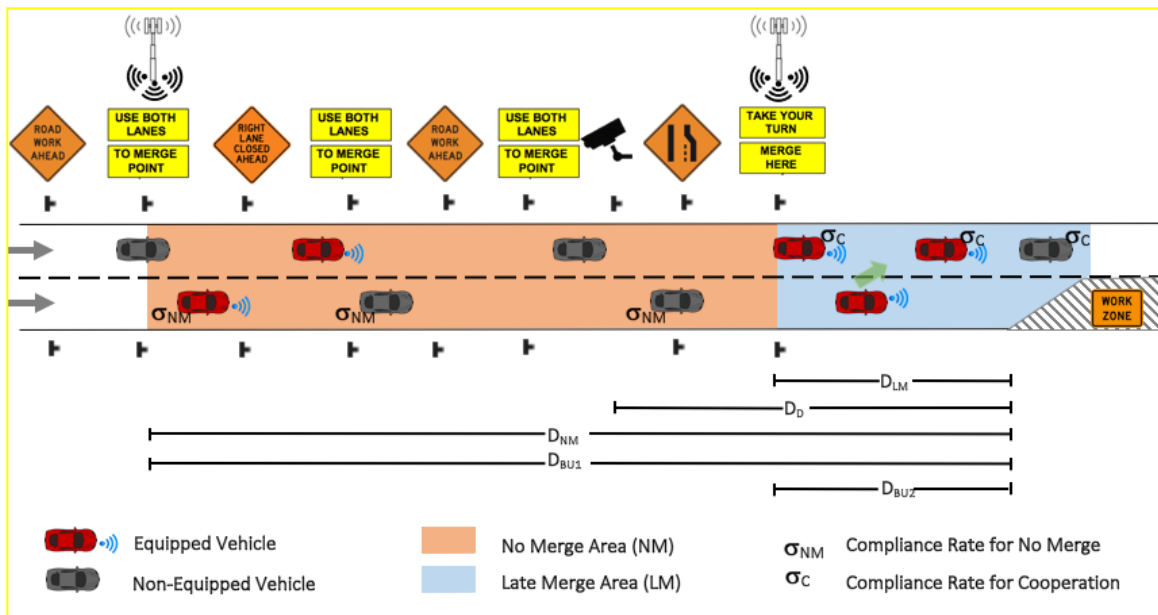 ROAD
WORK
AHEAD
USE BOTH
LANES
TO MERGE
POINT
RIGHT
LANE
CLOSED
AHEAD
USE BOTH
LANES
TO MERGE
POINT
ROAD
WORK
AHEAD
USE BOTH
LANES
TO MERGE
POINT
TAKE YOUR
TURN
MERGE
HERE
σC
σC
σC
σNM
σNM
σNM
WORK
ZONE
DLM
DD
DNM
DBU1
DBU2
Equipped Vehicle
Non-Equipped Vehicle
No Merge Area (NM)
Late Merge Area (LM)
σNM Compliance Rate for No Merge
σC Compliance Rate for Cooperation